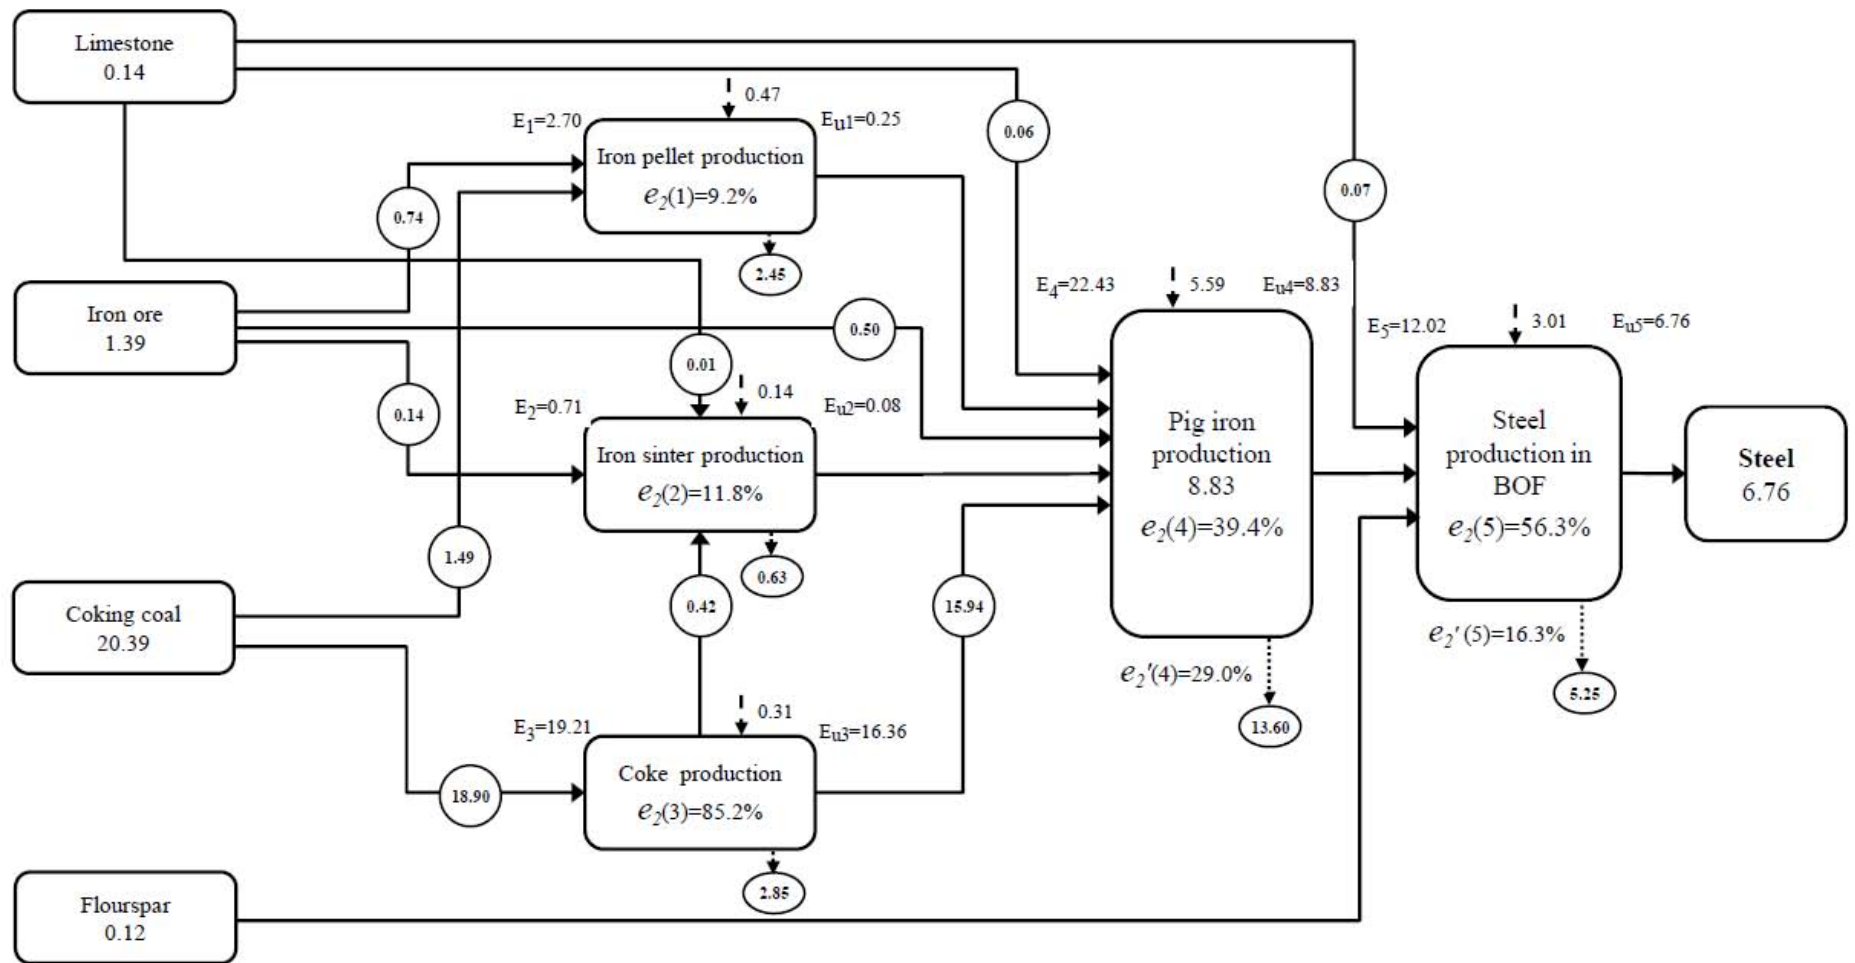 Limestone
0.14
0.47
E1=2.70
Eu1=0.25
Iron pellet production
e2(1)=9.2%
0.06
0.07
0.74
2.45
E4=22.43
5.59
Eu4=8.83
Iron ore
1.39
0.50
E5=12.02
3.01
Eu5=6.76
0.01
0.14
E2=0.71
0.14
Eu2=0.08
Iron sinter production
e2(2)=11.8%
Pig iron
production
8.83
e2(4)=39.4%
Steel
production in
BOF
e2(5)=56.3%
Steel
6.76
1.49
0.63
0.42
15.94
Coking coal
20.39
e2'(4)=29.0%
e2'(5)=16.3%
13.60
5.25
0.31
E3=19.21
Eu3=16.36
Coke production
e2(3)=85.2%
18.90
2.85
Flourspar
0.12